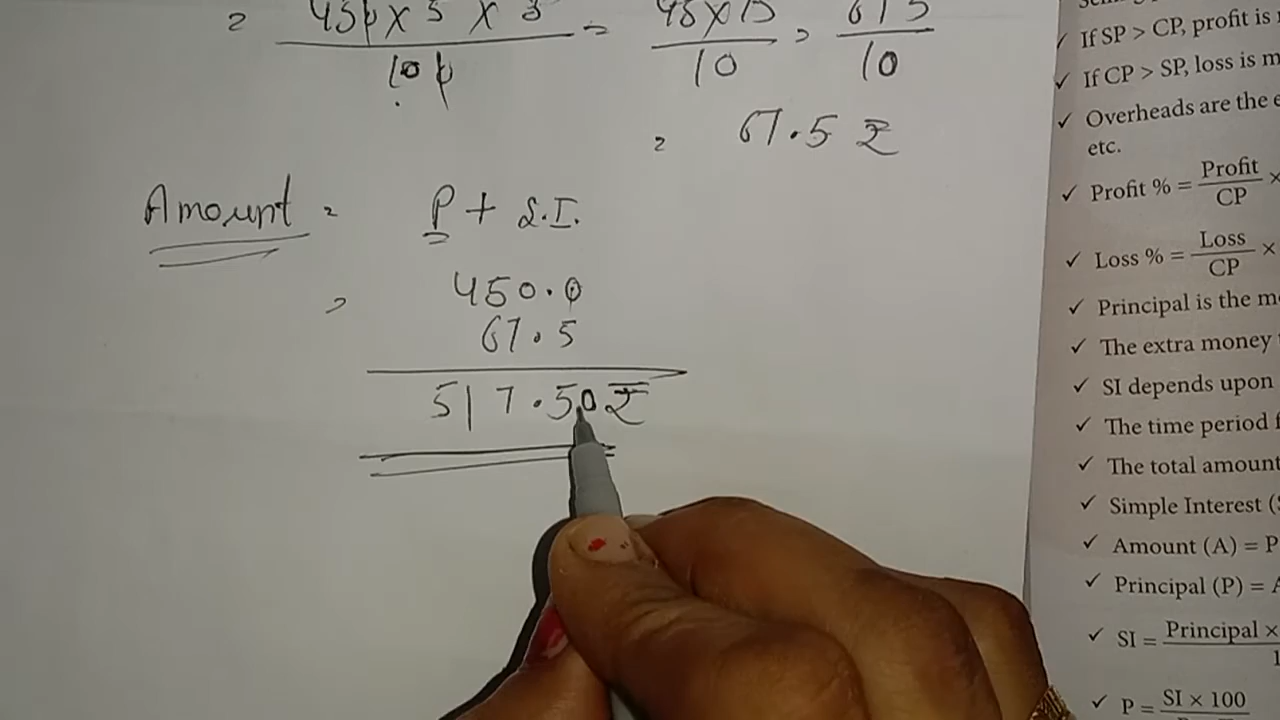 = 450 × 5 × 3 = 45 × 15 = 675
100 10 10
= 67.5 ₹
Amount = P + S.I.
= 450.0
67.5
517.50₹
✓ If SP > CP, profit is
✓ If CP > SP, loss is m
✓ Overheads are the e
etc.
✓ Profit % = Profit / CP ×
✓ Loss % = Loss / CP ×
✓ Principal is the m
✓ The extra money
✓ SI depends upon
✓ The time period f
✓ The total amount
✓ Simple Interest (S
✓ Amount (A) = P
✓ Principal (P) = A
✓ SI = Principal × / 1
✓ P = SI × 100